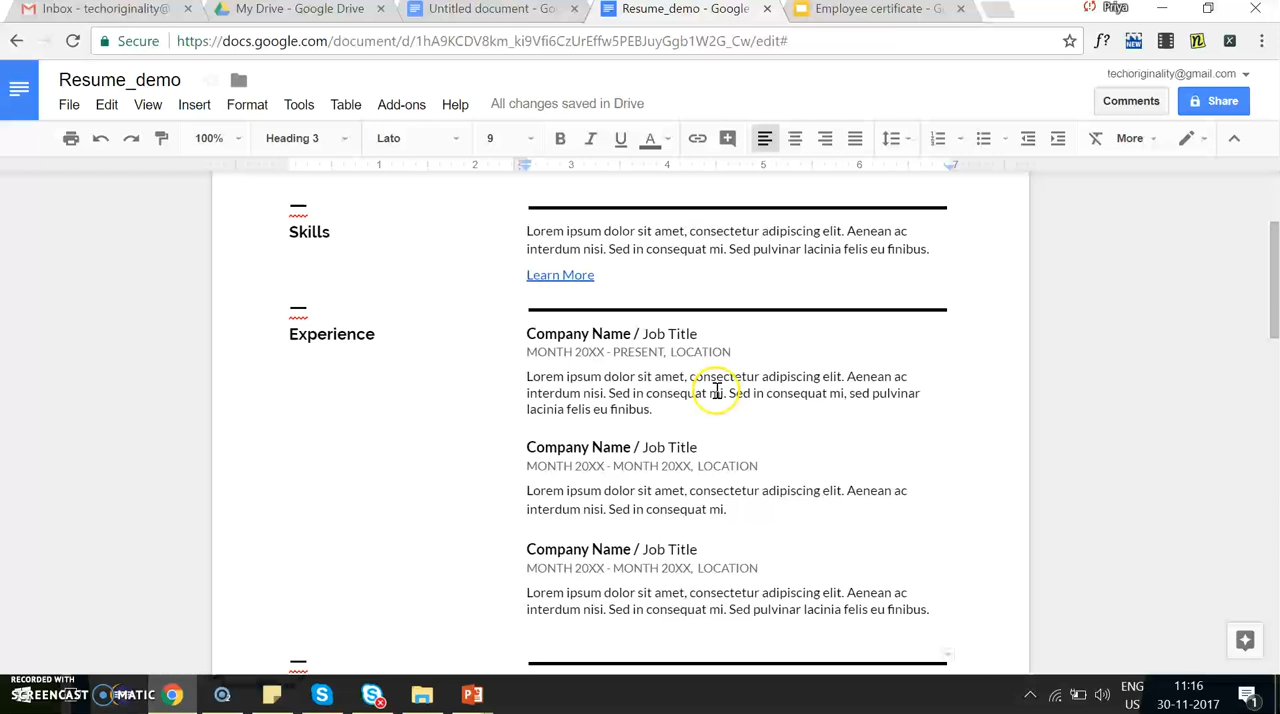 Inbox - techoriginality@
My Drive - Google Drive
Untitled document - Go
Resume_demo - Google
Employee certificate - G
Priya
Secure https://docs.google.com/document/d/1hA9KCDV8km_ki9Vfi6CzUrEffw5PEBJuyGgb1W2G_Cw/edit#
f?
NEW
Resume_demo
techoriginality@gmail.com
File Edit View Insert Format Tools Table Add-ons Help All changes saved in Drive
Comments
Share
100% Heading 3 Lato 9 B I U A More
1 2 3 4 5 6 7
Skills
Lorem ipsum dolor sit amet, consectetur adipiscing elit. Aenean ac
interdum nisi. Sed in consequat mi. Sed pulvinar lacinia felis eu finibus.
Learn More
Experience
Company Name / Job Title
MONTH 20XX - PRESENT, LOCATION
Lorem ipsum dolor sit amet, consectetur adipiscing elit. Aenean ac
interdum nisi. Sed in consequat mi. Sed in consequat mi, sed pulvinar
lacinia felis eu finibus.
Company Name / Job Title
MONTH 20XX - MONTH 20XX, LOCATION
Lorem ipsum dolor sit amet, consectetur adipiscing elit. Aenean ac
interdum nisi. Sed in consequat mi.
Company Name / Job Title
MONTH 20XX - MONTH 20XX, LOCATION
Lorem ipsum dolor sit amet, consectetur adipiscing elit. Aenean ac
interdum nisi. Sed in consequat mi. Sed pulvinar lacinia felis eu finibus.
RECORDED WITH
SCREENCAST MATIC
ENG
US
11:16
30-11-2017
1